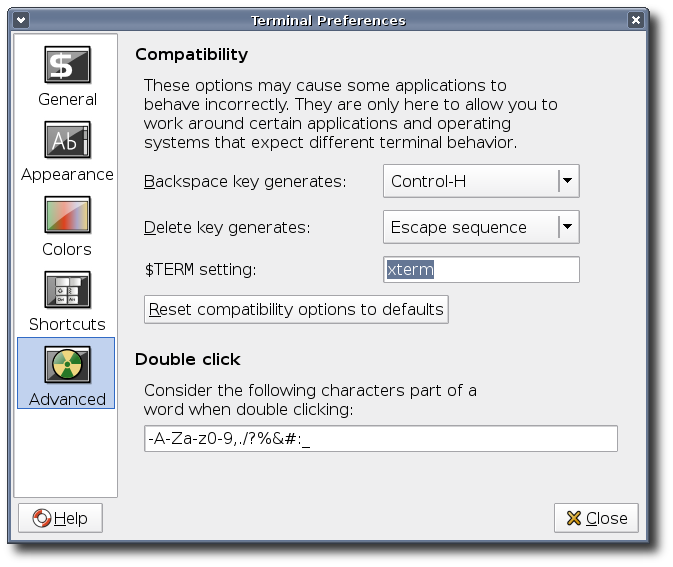 Terminal Preferences
$
General
Ab
Appearance
Colors
Shortcuts
Advanced
Compatibility
These options may cause some applications to
behave incorrectly. They are only here to allow you to
work around certain applications and operating
systems that expect different terminal behavior.
Backspace key generates: Control-H
Delete key generates: Escape sequence
$TERM setting: xterm
Reset compatibility options to defaults
Double click
Consider the following characters part of a
word when double clicking:
-A-Za-z0-9,./?%&#:_
Help
Close